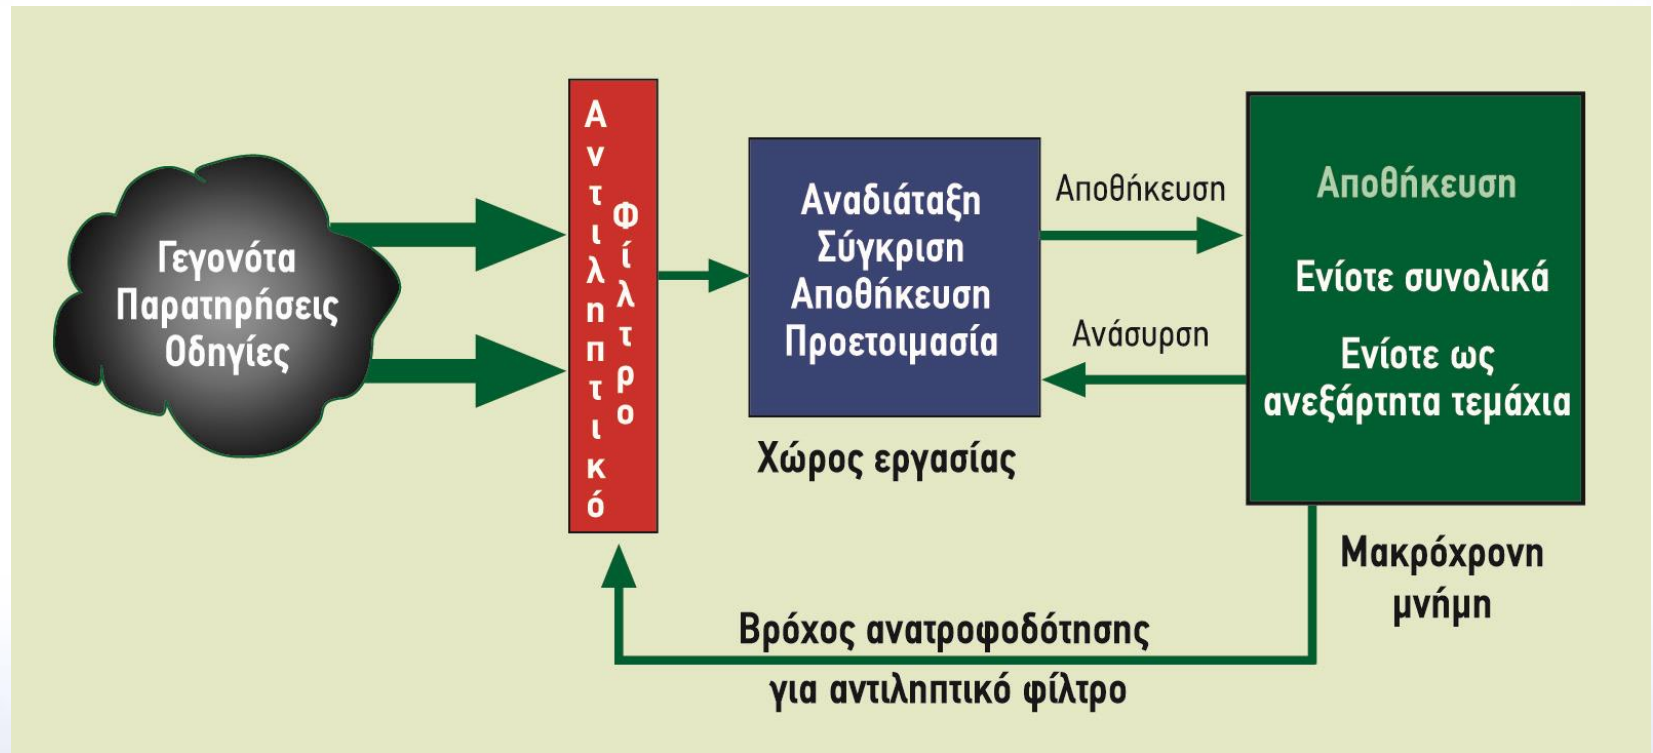 Γεγονότα
Παρατηρήσεις
Οδηγίες
Αντιληπτικό
Φίλτρο
Αναδιάταξη
Σύγκριση
Αποθήκευση
Προετοιμασία
Χώρος εργασίας
Αποθήκευση
Ανάσυρση
Αποθήκευση
Ενίοτε συνολικά
Ενίοτε ως
ανεξάρτητα τεμάχια
Μακρόχρονη
μνήμη
Βρόχος ανατροφοδότησης
για αντιληπτικό φίλτρο